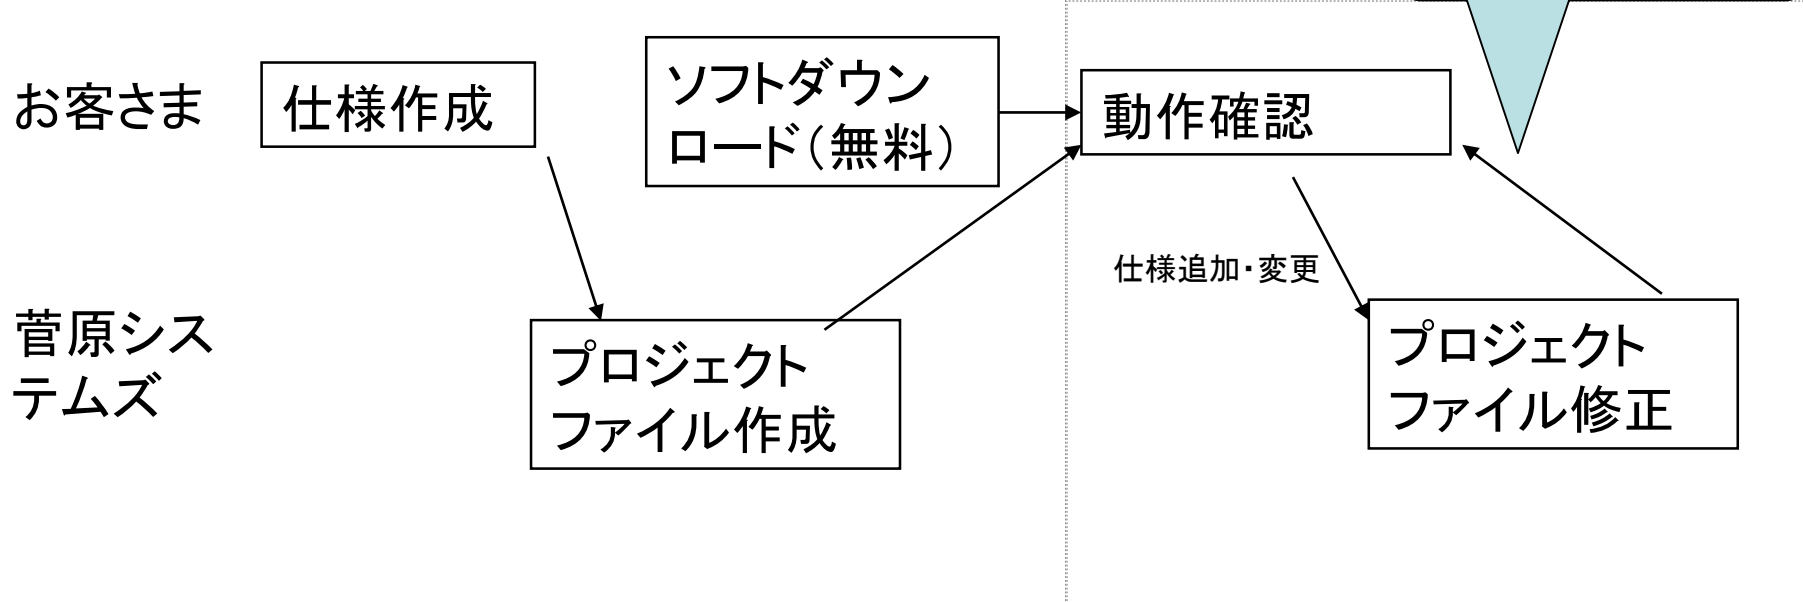 お客さま
仕様作成
ソフトダウン
ロード(無料)
動作確認
仕様追加・変更
菅原シス
テムズ
プロジェクト
ファイル作成
プロジェクト
ファイル修正